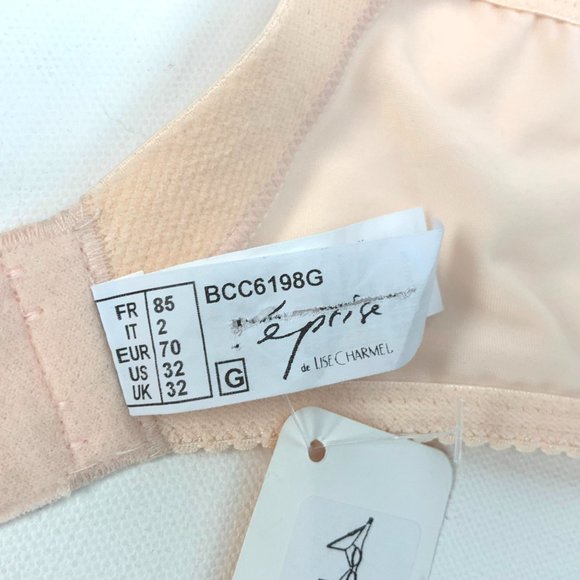 FR 85
IT 2
EUR 70
US 32
UK 32
BCC6198G
éprise
de LISE CHARMEL
G